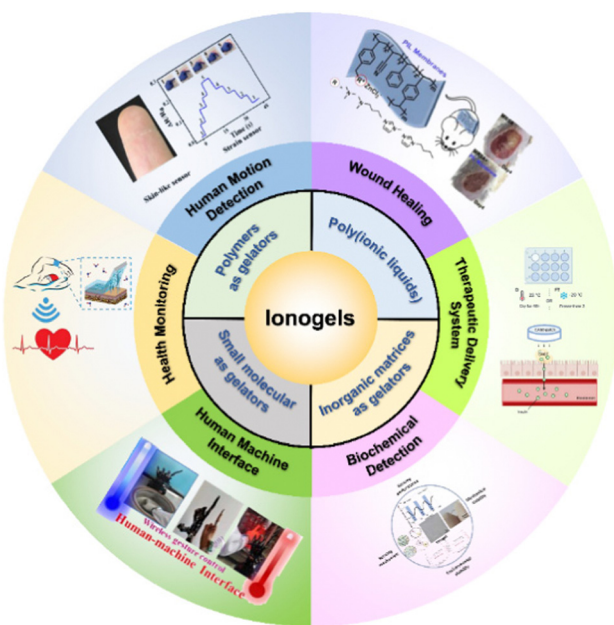 Ionogels
Polymers
as gelators
Poly(ionic liquids)
Inorganic matrices
as gelators
Small molecular
as gelators
Human Motion
Detection
Wound Healing
Therapeutic Delivery
System
Biochemical
Detection
Human Machine
Interface
Health Monitoring
Skin-like sensor
Time (s)
Strain sensor
PIL Membranes
Wireless gesture control
Human-machine Interface